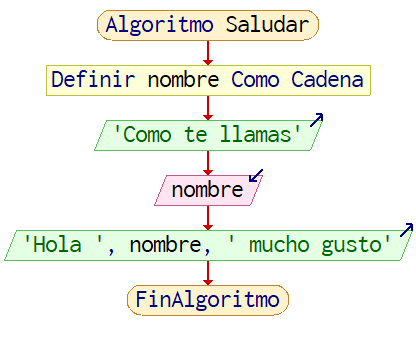 Algoritmo Saludar
Definir nombre Como Cadena
'Como te llamas'
nombre
'Hola ', nombre, ' mucho gusto'
FinAlgoritmo